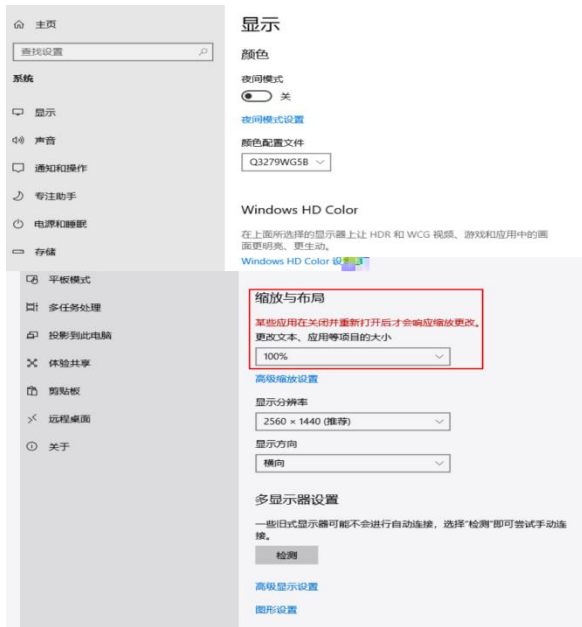 主页
查找设置
系统
显示
声音
通知和操作
专注助手
电源和睡眠
存储
平板模式
多任务处理
投影到此电脑
体验共享
剪贴板
远程桌面
关于
显示
颜色
夜间模式
关
夜间模式设置
颜色配置文件
Q3279WG5B
Windows HD Color
在上面所选择的显示器上让 HDR 和 WCG 视频、游戏和应用中的画
面更明亮、更生动。
Windows HD Color 设
缩放与布局
某些应用在关闭并重新打开后才会响应缩放更改。
更改文本、应用等项目的大小
100%
高级缩放设置
显示分辨率
2560 × 1440 (推荐)
显示方向
横向
多显示器设置
一些旧式显示器可能不会进行自动连接，选择"检测"即可尝试手动连
接。
检测
高级显示设置
图形设置